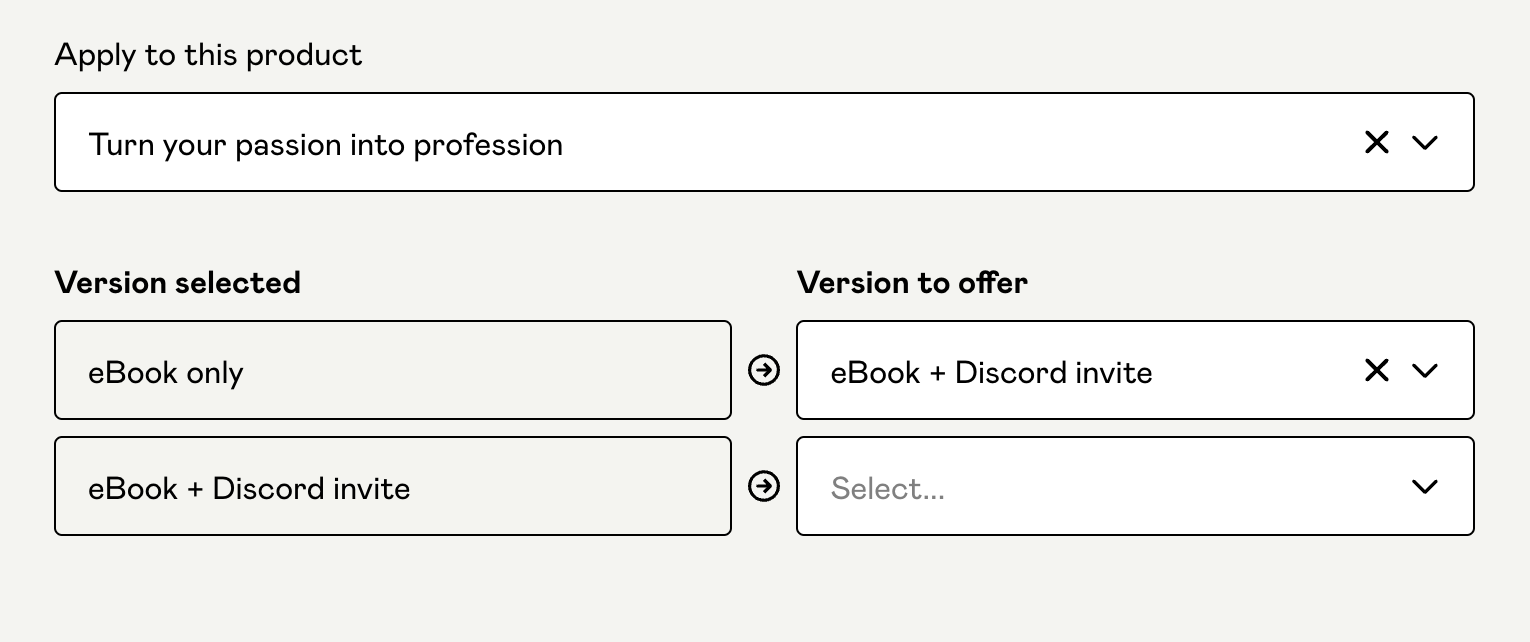 Apply to this product
Turn your passion into profession
Version selected
Version to offer
eBook only
eBook + Discord invite
eBook + Discord invite
Select...